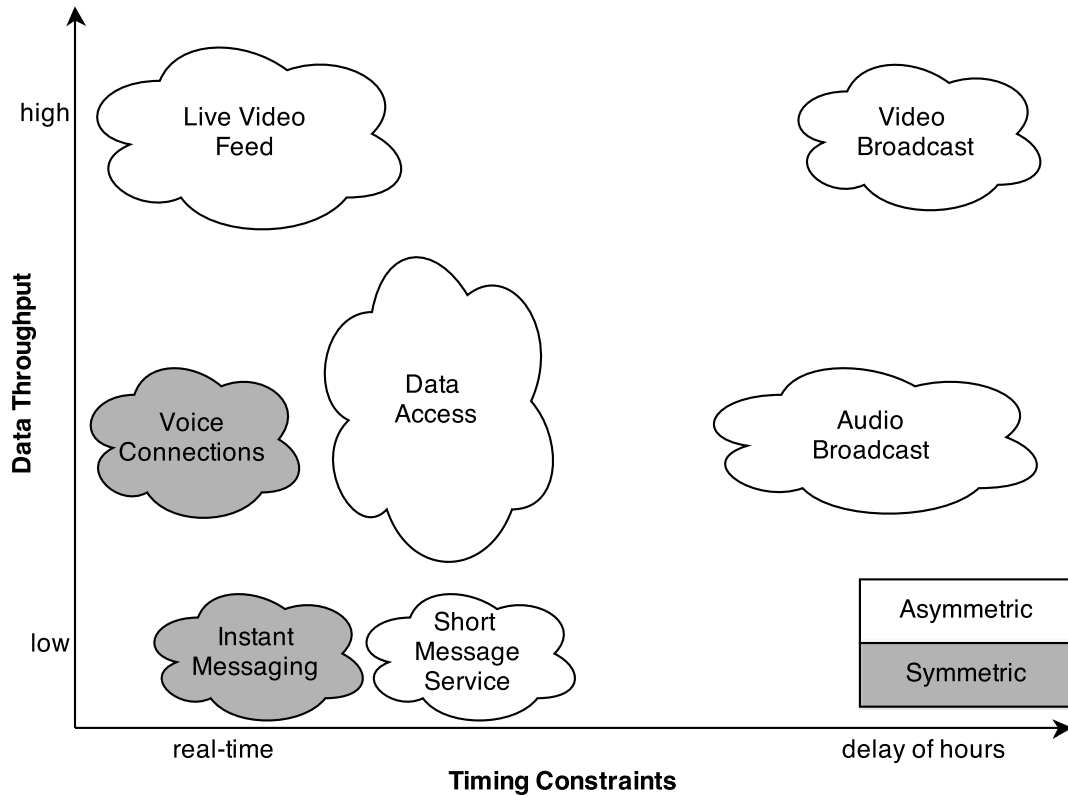 high
Live Video
Feed
Video
Broadcast
Data Throughput
Data
Access
Voice
Connections
Audio
Broadcast
low
Instant
Messaging
Short
Message
Service
Asymmetric
Symmetric
real-time
delay of hours
Timing Constraints